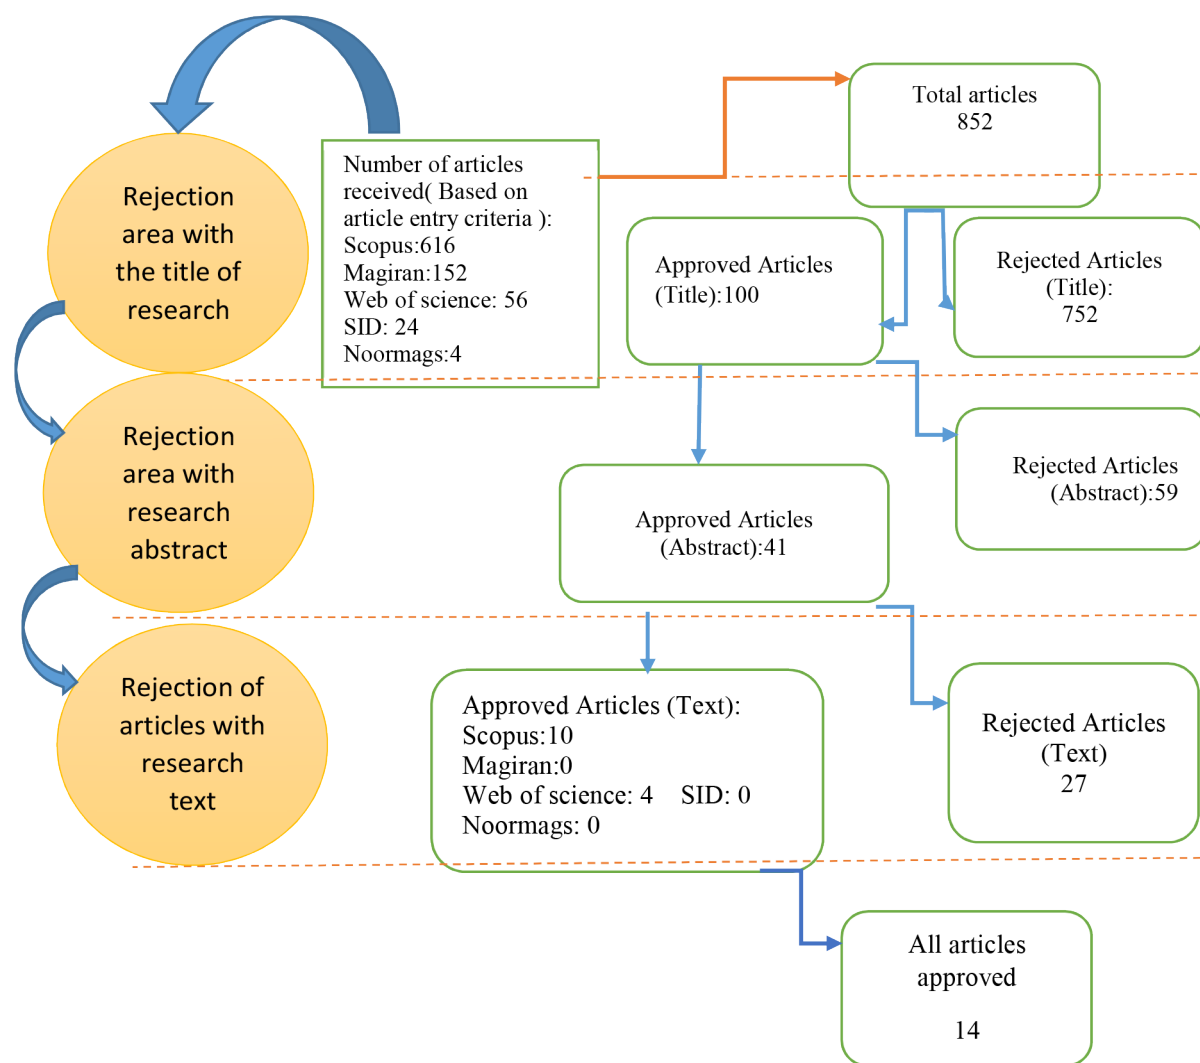 Rejection
area with
the title of
research
Number of articles
received( Based on
article entry criteria ):
Scopus:616
Magiran:152
Web of science: 56
SID: 24
Noormags:4
Total articles
852
Approved Articles
(Title):100
Rejected Articles
(Title):
752
Rejection
area with
research
abstract
Approved Articles
(Abstract):41
Rejected Articles
(Abstract):59
Rejection of
articles with
research
text
Approved Articles (Text):
Scopus:10
Magiran:0
Web of science: 4    SID: 0
Noormags: 0
Rejected Articles
(Text)
27
All articles
approved
14